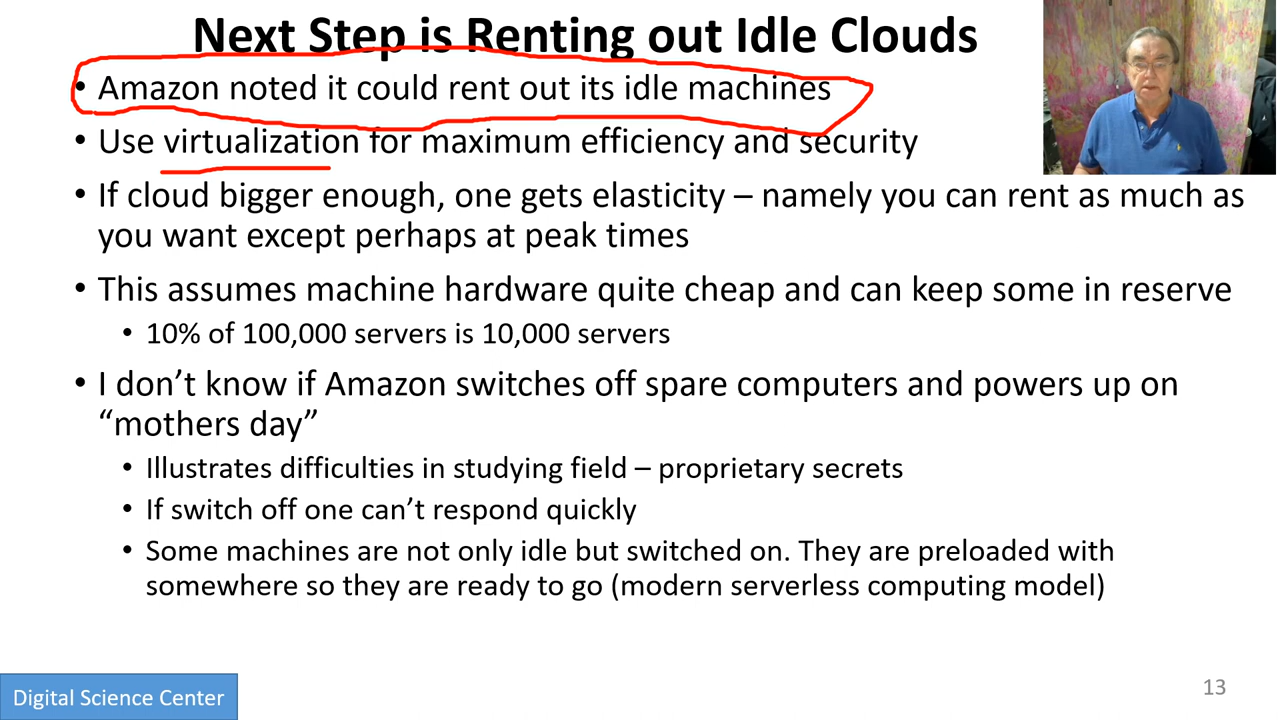 Next Step is Renting out Idle Clouds
• Amazon noted it could rent out its idle machines
• Use virtualization for maximum efficiency and security
• If cloud bigger enough, one gets elasticity – namely you can rent as much as
you want except perhaps at peak times
• This assumes machine hardware quite cheap and can keep some in reserve
• 10% of 100,000 servers is 10,000 servers
• I don’t know if Amazon switches off spare computers and powers up on
“mothers day”
• Illustrates difficulties in studying field – proprietary secrets
• If switch off one can’t respond quickly
• Some machines are not only idle but switched on. They are preloaded with
somewhere so they are ready to go (modern serverless computing model)
Digital Science Center
13